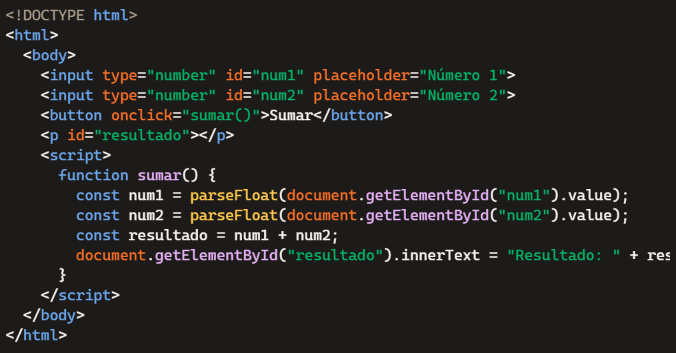 <!DOCTYPE html>
<html>
  <body>
    <input type="number" id="num1" placeholder="Número 1">
    <input type="number" id="num2" placeholder="Número 2">
    <button onclick="sumar()">Sumar</button>
    <p id="resultado"></p>
    <script>
      function sumar() {
        const num1 = parseFloat(document.getElementById("num1").value);
        const num2 = parseFloat(document.getElementById("num2").value);
        const resultado = num1 + num2;
        document.getElementById("resultado").innerText = "Resultado: " + res
      }
    </script>
  </body>
</html>